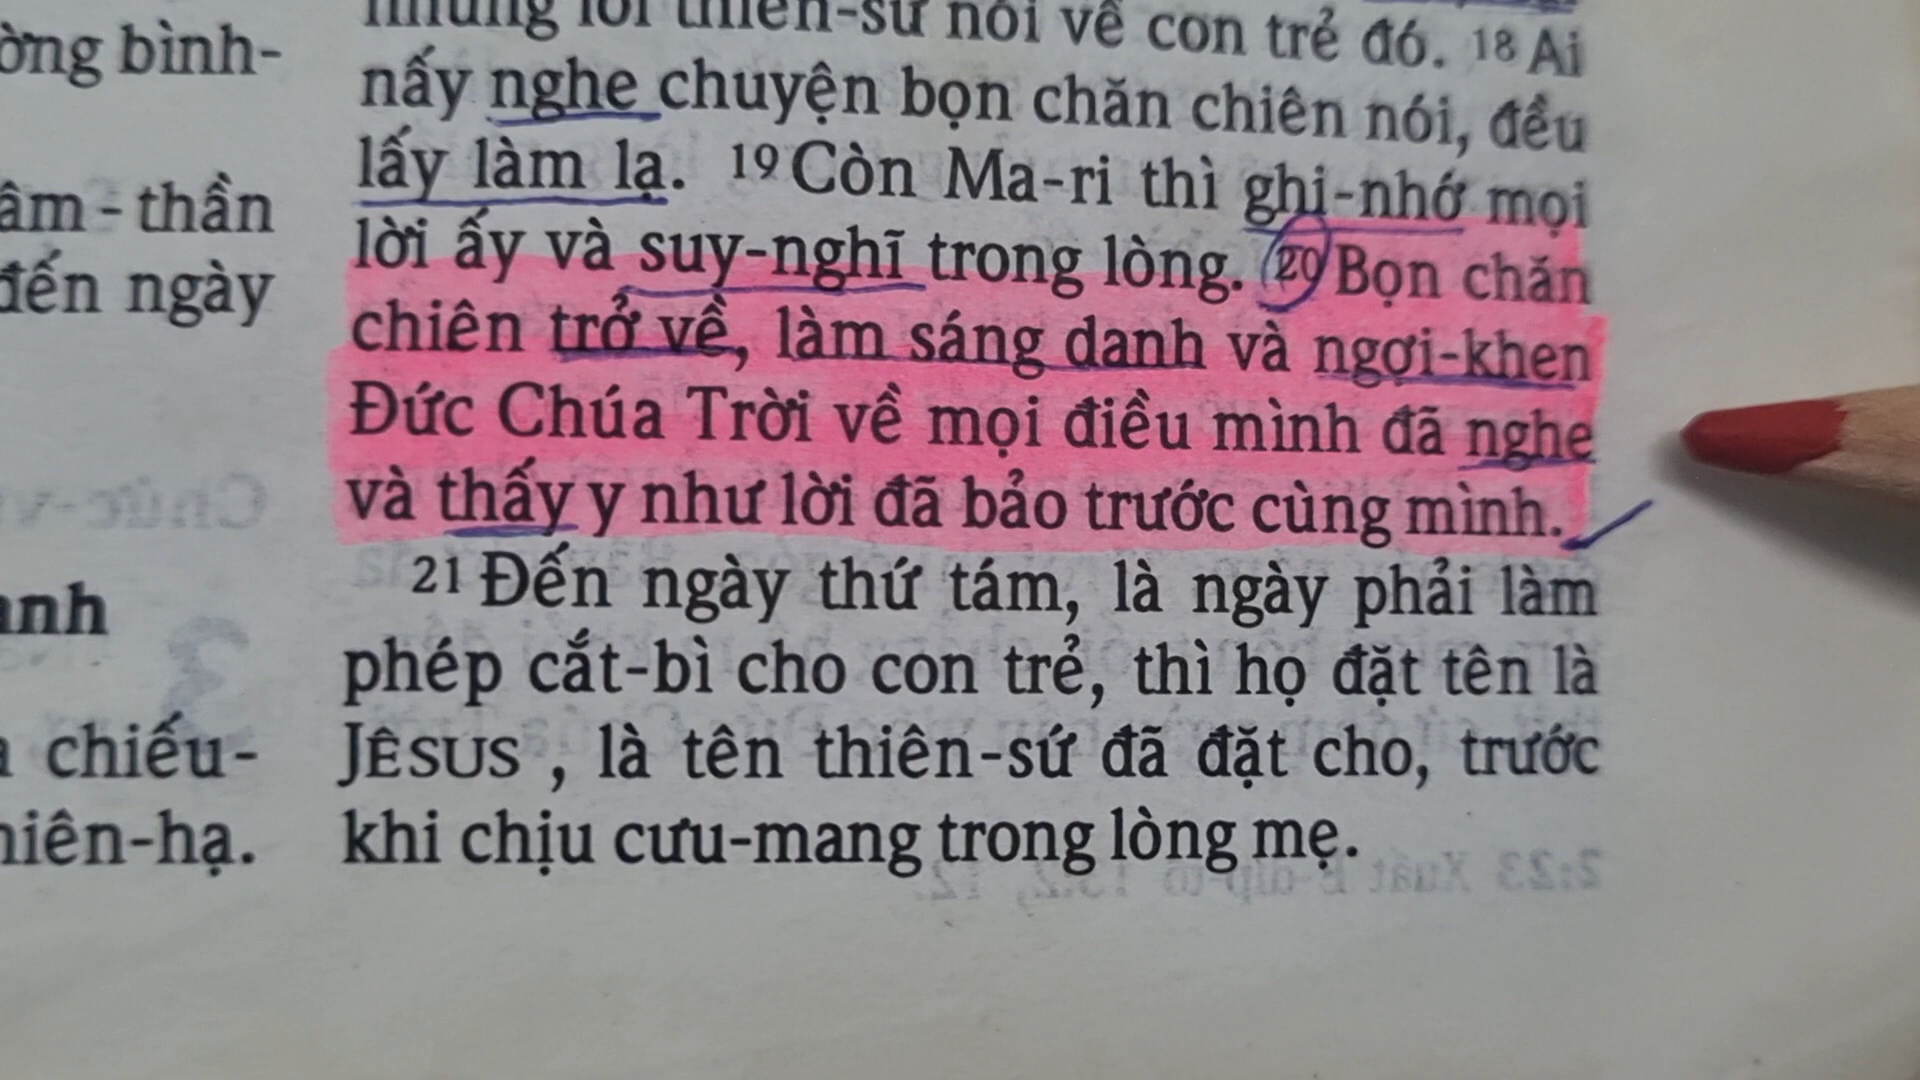 ờng bình-
âm - thần
đến ngày
anh
chiếu-
hiên-hạ.
những lời thiên-sứ nói về con trẻ đó. 18 Ai
nấy nghe chuyện bọn chăn chiên nói, đều
lấy làm lạ. 19 Còn Ma-ri thì ghi-nhớ mọi
lời ấy và suy-nghĩ trong lòng. 20 Bọn chăn
chiên trở về, làm sáng danh và ngợi-khen
Đức Chúa Trời về mọi điều mình đã nghe
và thấy y như lời đã bảo trước cùng mình.
21 Đến ngày thứ tám, là ngày phải làm
phép cắt-bì cho con trẻ, thì họ đặt tên là
JÊSUS , là tên thiên-sứ đã đặt cho, trước
khi chịu cưu-mang trong lòng mẹ.